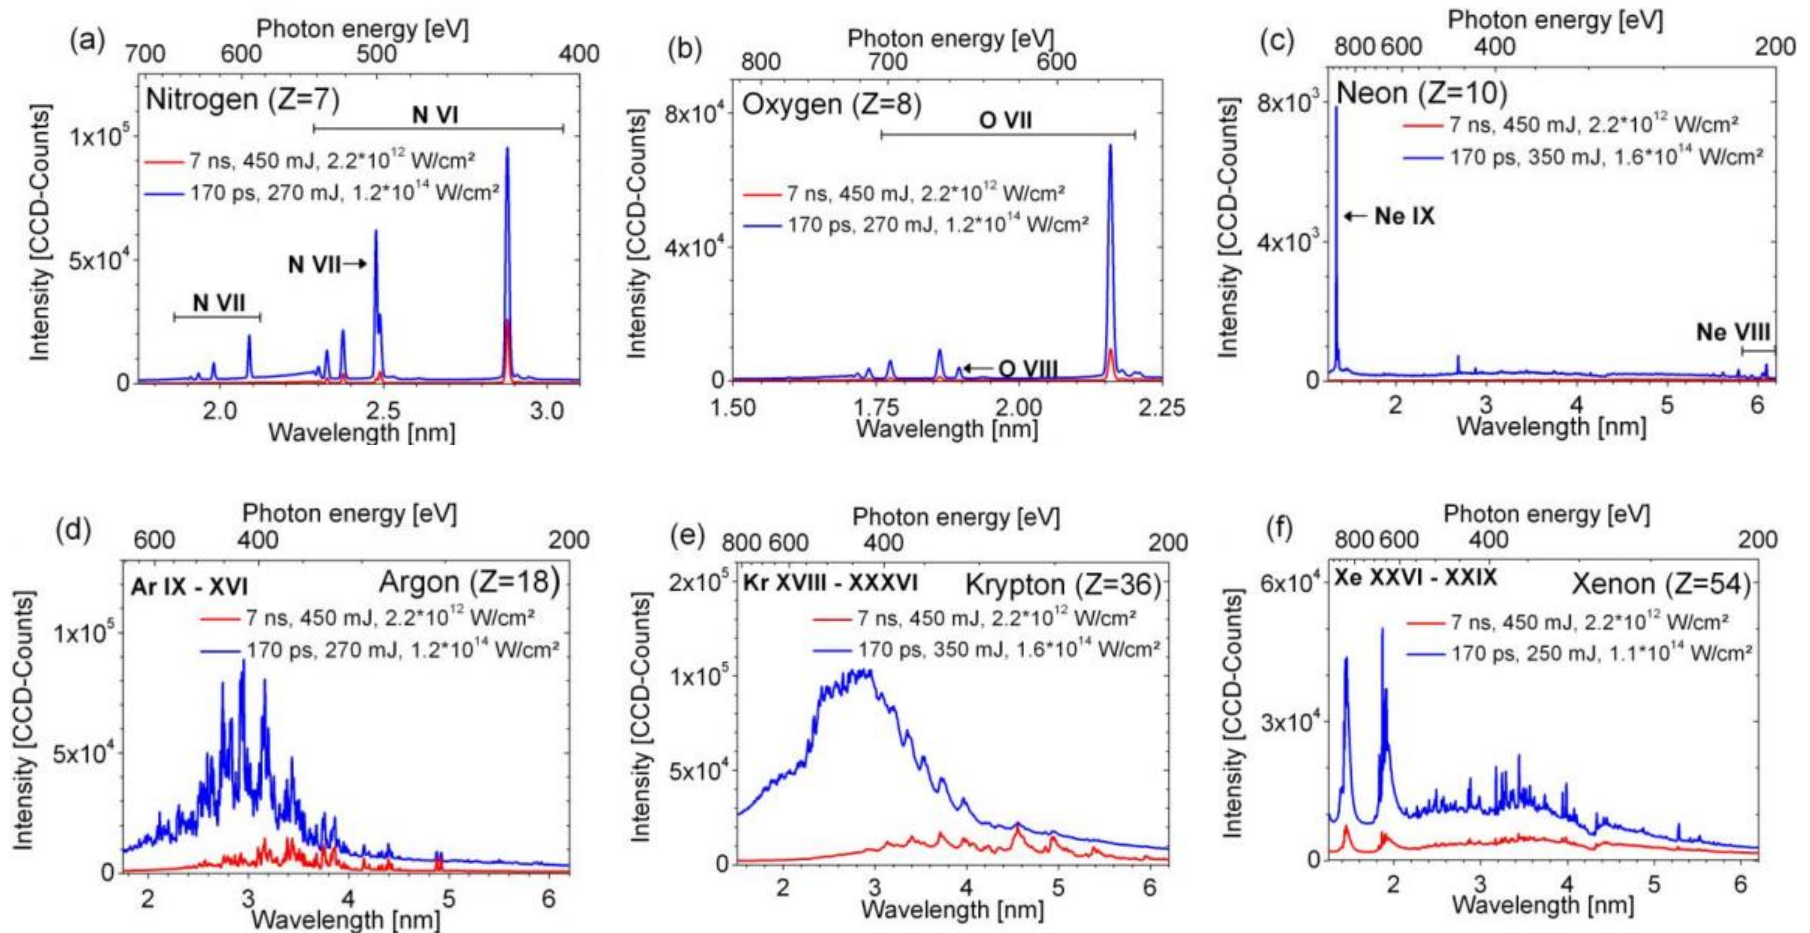 (a)
Photon energy [eV]
700 600 500 400
Nitrogen (Z=7)
N VI
7 ns, 450 mJ, 2.2*10¹² W/cm²
170 ps, 270 mJ, 1.2*10¹⁴ W/cm²
N VII
N VII
Intensity [CCD-Counts]
1x10⁵
5x10⁴
0
2.0 2.5 3.0
Wavelength [nm]
(b)
Photon energy [eV]
800 700 600
Oxygen (Z=8)
O VII
7 ns, 450 mJ, 2.2*10¹² W/cm²
170 ps, 270 mJ, 1.2*10¹⁴ W/cm²
O VIII
Intensity [CCD-Counts]
8x10⁴
4x10⁴
0
1.50 1.75 2.00 2.25
Wavelength [nm]
(c)
Photon energy [eV]
800 600 400 200
Neon (Z=10)
7 ns, 450 mJ, 2.2*10¹² W/cm²
170 ps, 350 mJ, 1.6*10¹⁴ W/cm²
Ne IX
Ne VIII
Intensity [CCD-Counts]
8x10³
4x10³
0
2 3 4 5 6
Wavelength [nm]
(d)
Photon energy [eV]
600 400 200
Ar IX - XVI
Argon (Z=18)
7 ns, 450 mJ, 2.2*10¹² W/cm²
170 ps, 270 mJ, 1.2*10¹⁴ W/cm²
Intensity [CCD-Counts]
1x10⁵
5x10⁴
0
2 3 4 5 6
Wavelength [nm]
(e)
Photon energy [eV]
800 600 400 200
Kr XVIII - XXXVI
Krypton (Z=36)
7 ns, 450 mJ, 2.2*10¹² W/cm²
170 ps, 350 mJ, 1.6*10¹⁴ W/cm²
Intensity [CCD-Counts]
2x10⁵
1x10⁵
5x10⁴
0
2 3 4 5 6
Wavelength [nm]
(f)
Photon energy [eV]
800 600 400 200
Xe XXVI - XXIX
Xenon (Z=54)
7 ns, 450 mJ, 2.2*10¹² W/cm²
170 ps, 250 mJ, 1.1*10¹⁴ W/cm²
Intensity [CCD-Counts]
6x10⁴
3x10⁴
0
2 3 4 5 6
Wavelength [nm]